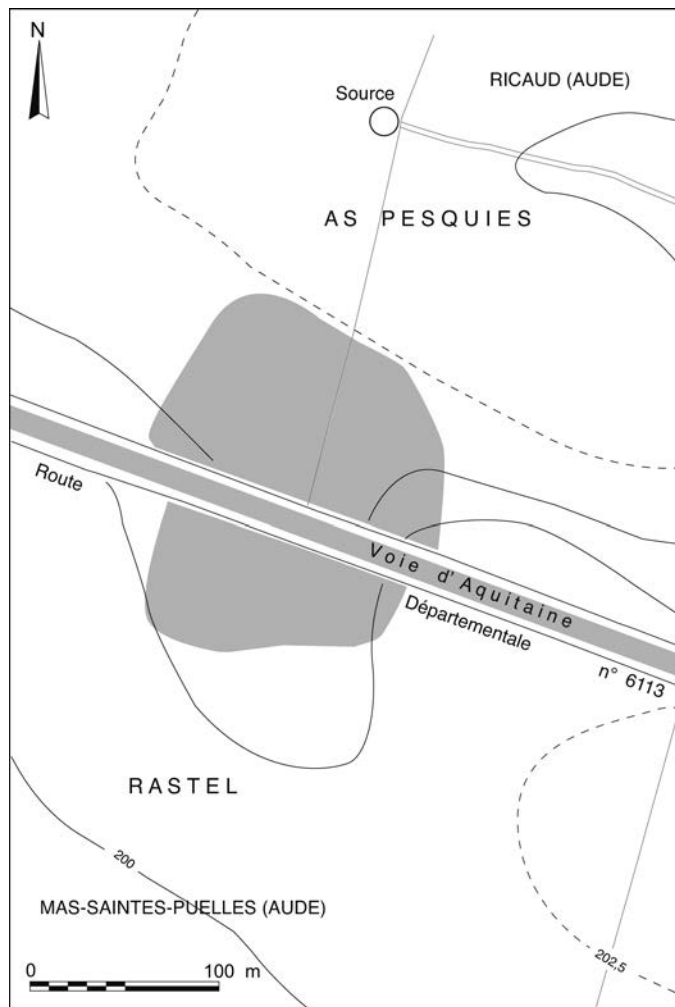 N
RICAUD (AUDE)
Source
AS PESQUIES
Route
Voie d'Aquitaine
Départementale
n° 6113
RASTEL
200
MAS-SAINTES-PUELLES (AUDE)
202,5
0 100 m